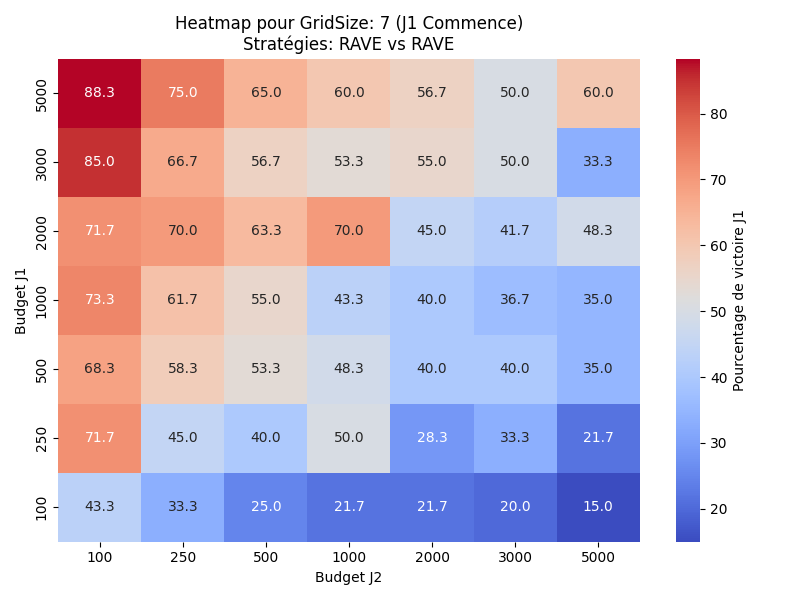 Heatmap pour GridSize: 7 (J1 Commence)
Stratégies: RAVE vs RAVE
5000 88.3 75.0 65.0 60.0 56.7 50.0 60.0
3000 85.0 66.7 56.7 53.3 55.0 50.0 33.3
2000 71.7 70.0 63.3 70.0 45.0 41.7 48.3
1000 73.3 61.7 55.0 43.3 40.0 36.7 35.0
500 68.3 58.3 53.3 48.3 40.0 40.0 35.0
250 71.7 45.0 40.0 50.0 28.3 33.3 21.7
100 43.3 33.3 25.0 21.7 21.7 20.0 15.0
100 250 500 1000 2000 3000 5000
Budget J2
Budget J1
80
70
60
50
40
30
20
Pourcentage de victoire J1